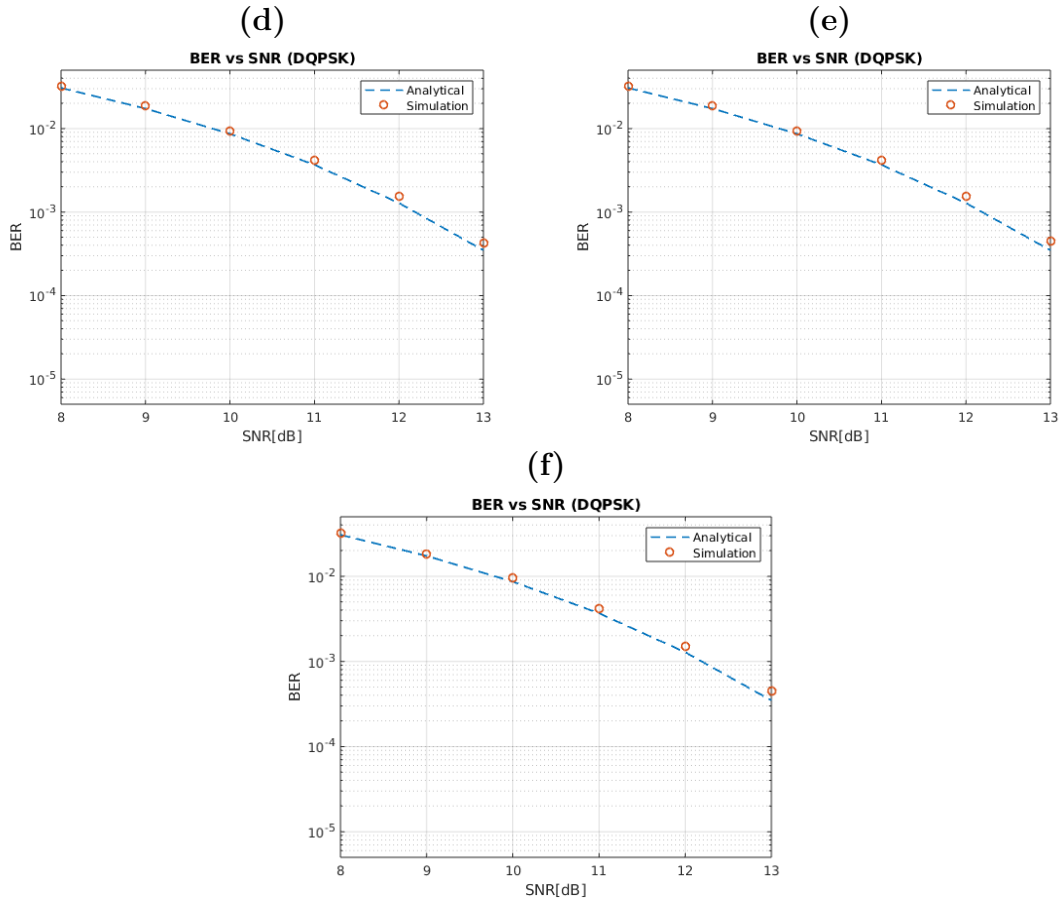 (d)
BER vs SNR (DQPSK)
Analytical
Simulation
BER
10^-2
10^-3
10^-4
10^-5
8 9 10 11 12 13
SNR[dB]
(e)
BER vs SNR (DQPSK)
Analytical
Simulation
BER
10^-2
10^-3
10^-4
10^-5
8 9 10 11 12 13
SNR[dB]
(f)
BER vs SNR (DQPSK)
Analytical
Simulation
BER
10^-2
10^-3
10^-4
10^-5
8 9 10 11 12 13
SNR[dB]